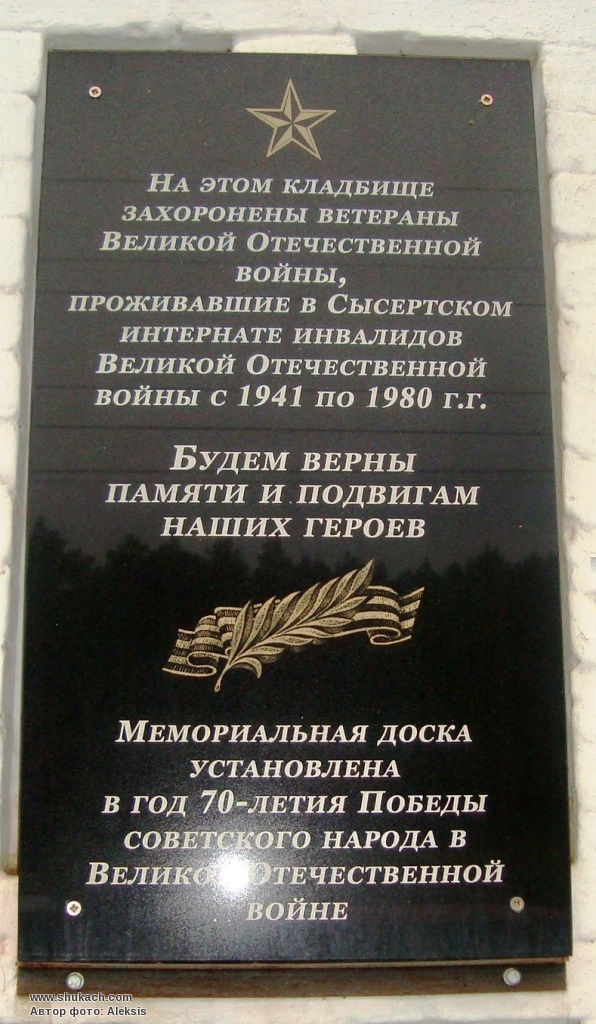 На этом кладбище
захоронены ветераны
Великой Отечественной
войны,
проживавшие в Сысертском
интернате инвалидов
Великой Отечественной
войны с 1941 по 1980 г.г.
Будем верны
памяти и подвигам
наших героев
Мемориальная доска
установлена
в год 70-летия Победы
советского народа в
Великой Отечественной
войне
www.shukach.com
Автор фото: Aleksis